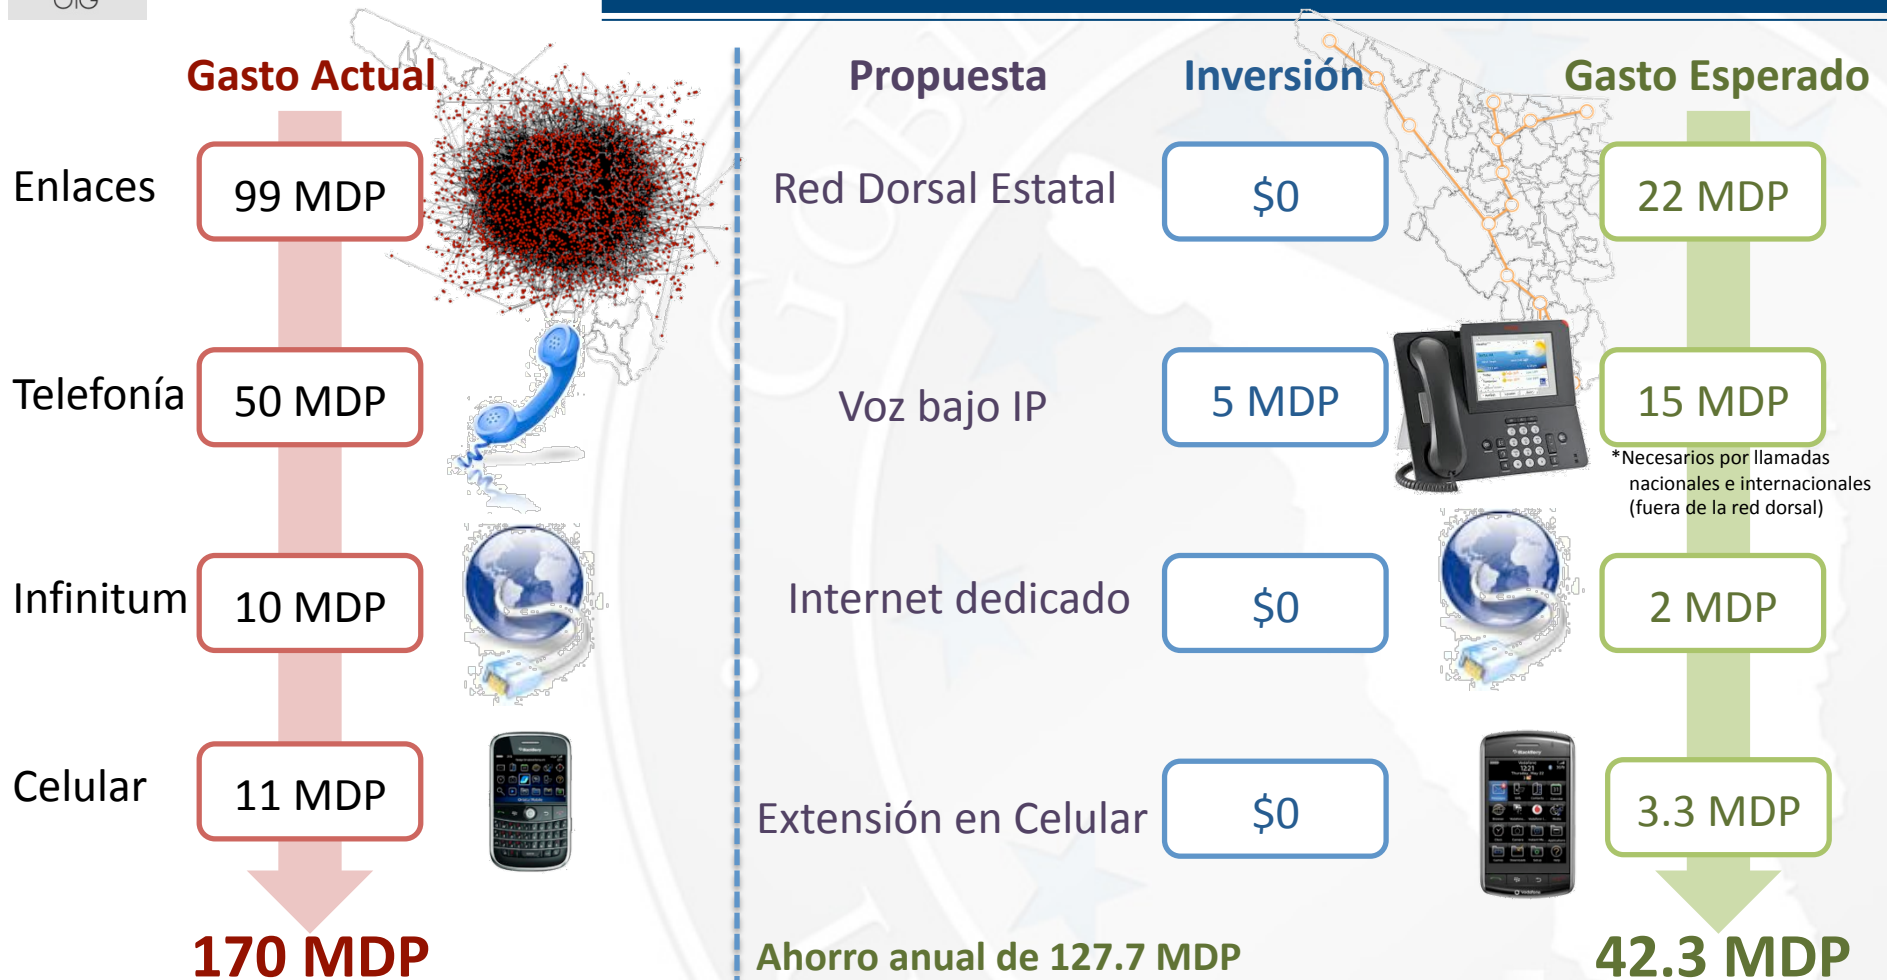 OIG
Gasto Actual
Propuesta
Inversión
Gasto Esperado
Enlaces
99 MDP
Red Dorsal Estatal
$0
22 MDP
Telefonía
50 MDP
Voz bajo IP
5 MDP
15 MDP
*Necesarios por llamadas
nacionales e internacionales
(fuera de la red dorsal)
Infinitum
10 MDP
Internet dedicado
$0
2 MDP
Celular
11 MDP
Extensión en Celular
$0
3.3 MDP
170 MDP
Ahorro anual de 127.7 MDP
42.3 MDP